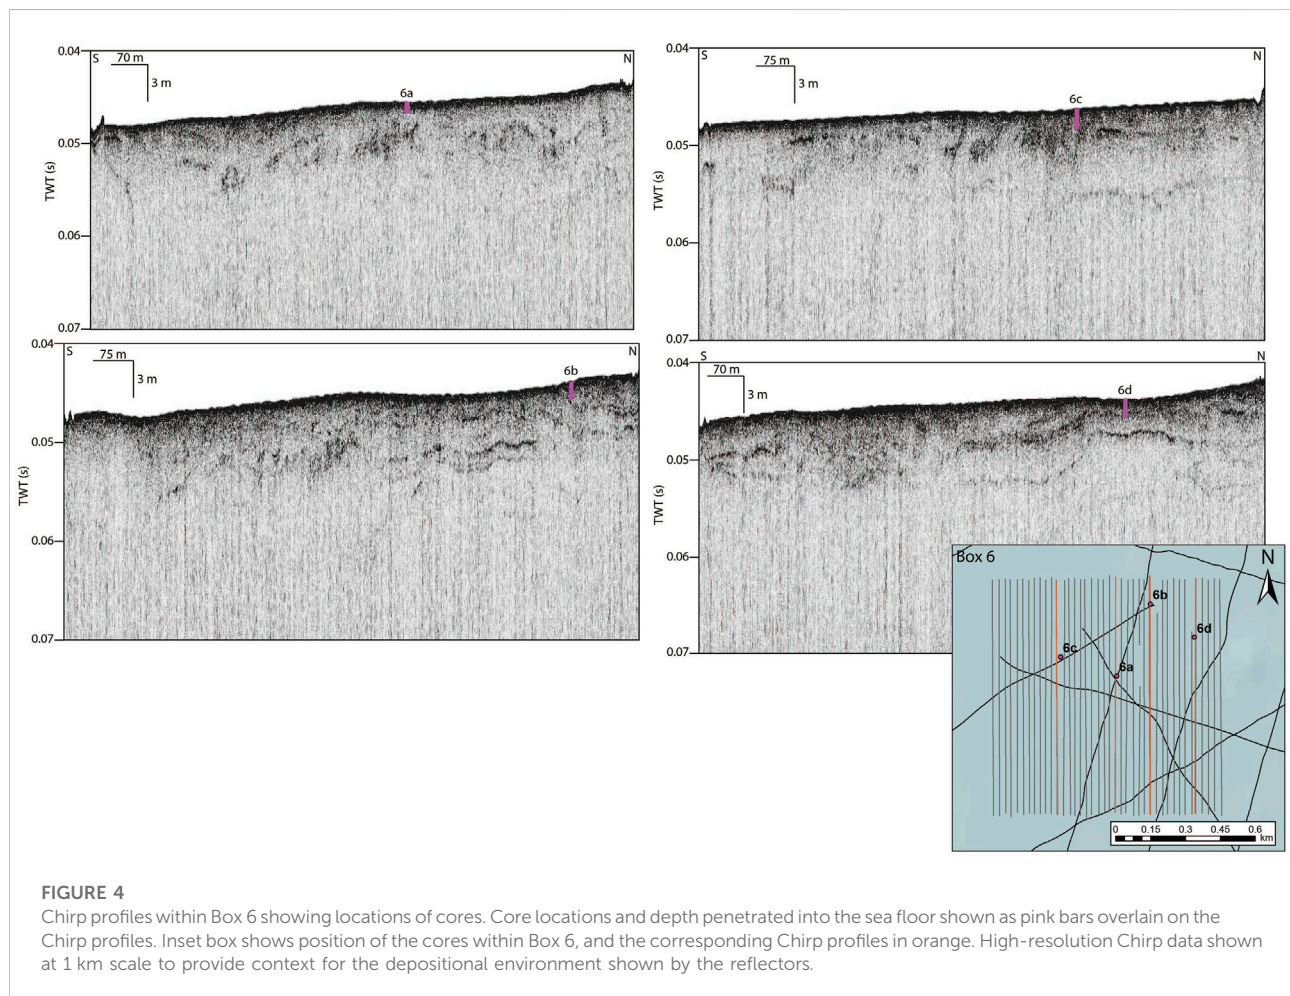 0.04
S
N
70 m
3 m
6a
0.05
TWT (s)
0.06
0.07
0.04
S
N
75 m
3 m
6c
0.05
TWT (s)
0.06
0.07
0.04
S
N
75 m
3 m
6b
0.05
TWT (s)
0.06
0.07
0.04
S
N
70 m
3 m
6d
0.05
TWT (s)
0.06
0.07
Box 6
N
6b
6d
6c
6a
0 0.15 0.3 0.45 0.6
km
FIGURE 4
Chirp profiles within Box 6 showing locations of cores. Core locations and depth penetrated into the sea floor shown as pink bars overlain on the
Chirp profiles. Inset box shows position of the cores within Box 6, and the corresponding Chirp profiles in orange. High-resolution Chirp data shown
at 1 km scale to provide context for the depositional environment shown by the reflectors.